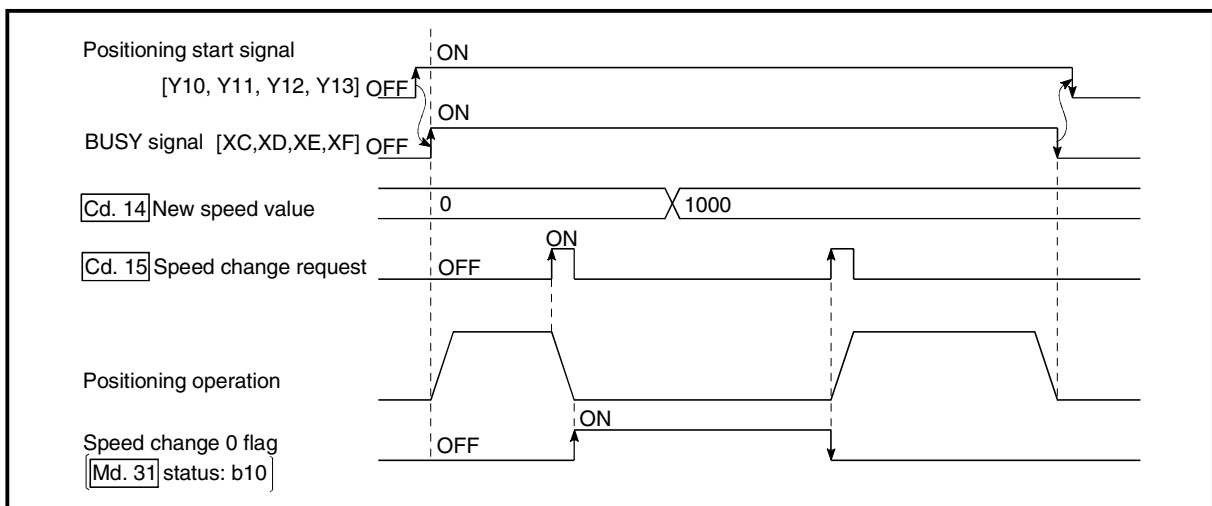 Positioning start signal
ON
[Y10, Y11, Y12, Y13] OFF
ON
BUSY signal [XC,XD,XE,XF] OFF
Cd. 14 New speed value
0
1000
ON
Cd. 15 Speed change request
OFF
Positioning operation
ON
Speed change 0 flag
OFF
Md. 31 status: b10